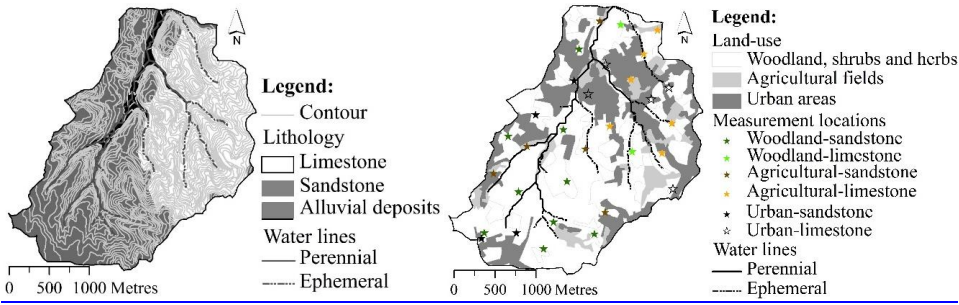 N
Legend:
Contour
Lithology
Limestone
Sandstone
Alluvial deposits
Water lines
Perennial
Ephemeral
0 500 1000 Metres
N
Legend:
Land-use
Woodland, shrubs and herbs
Agricultural fields
Urban areas
Measurement locations
Woodland-sandstone
Woodland-limestone
Agricultural-sandstone
Agricultural-limestone
Urban-sandstone
Urban-limestone
Water lines
Perennial
Ephemeral
0 500 1000 Metres